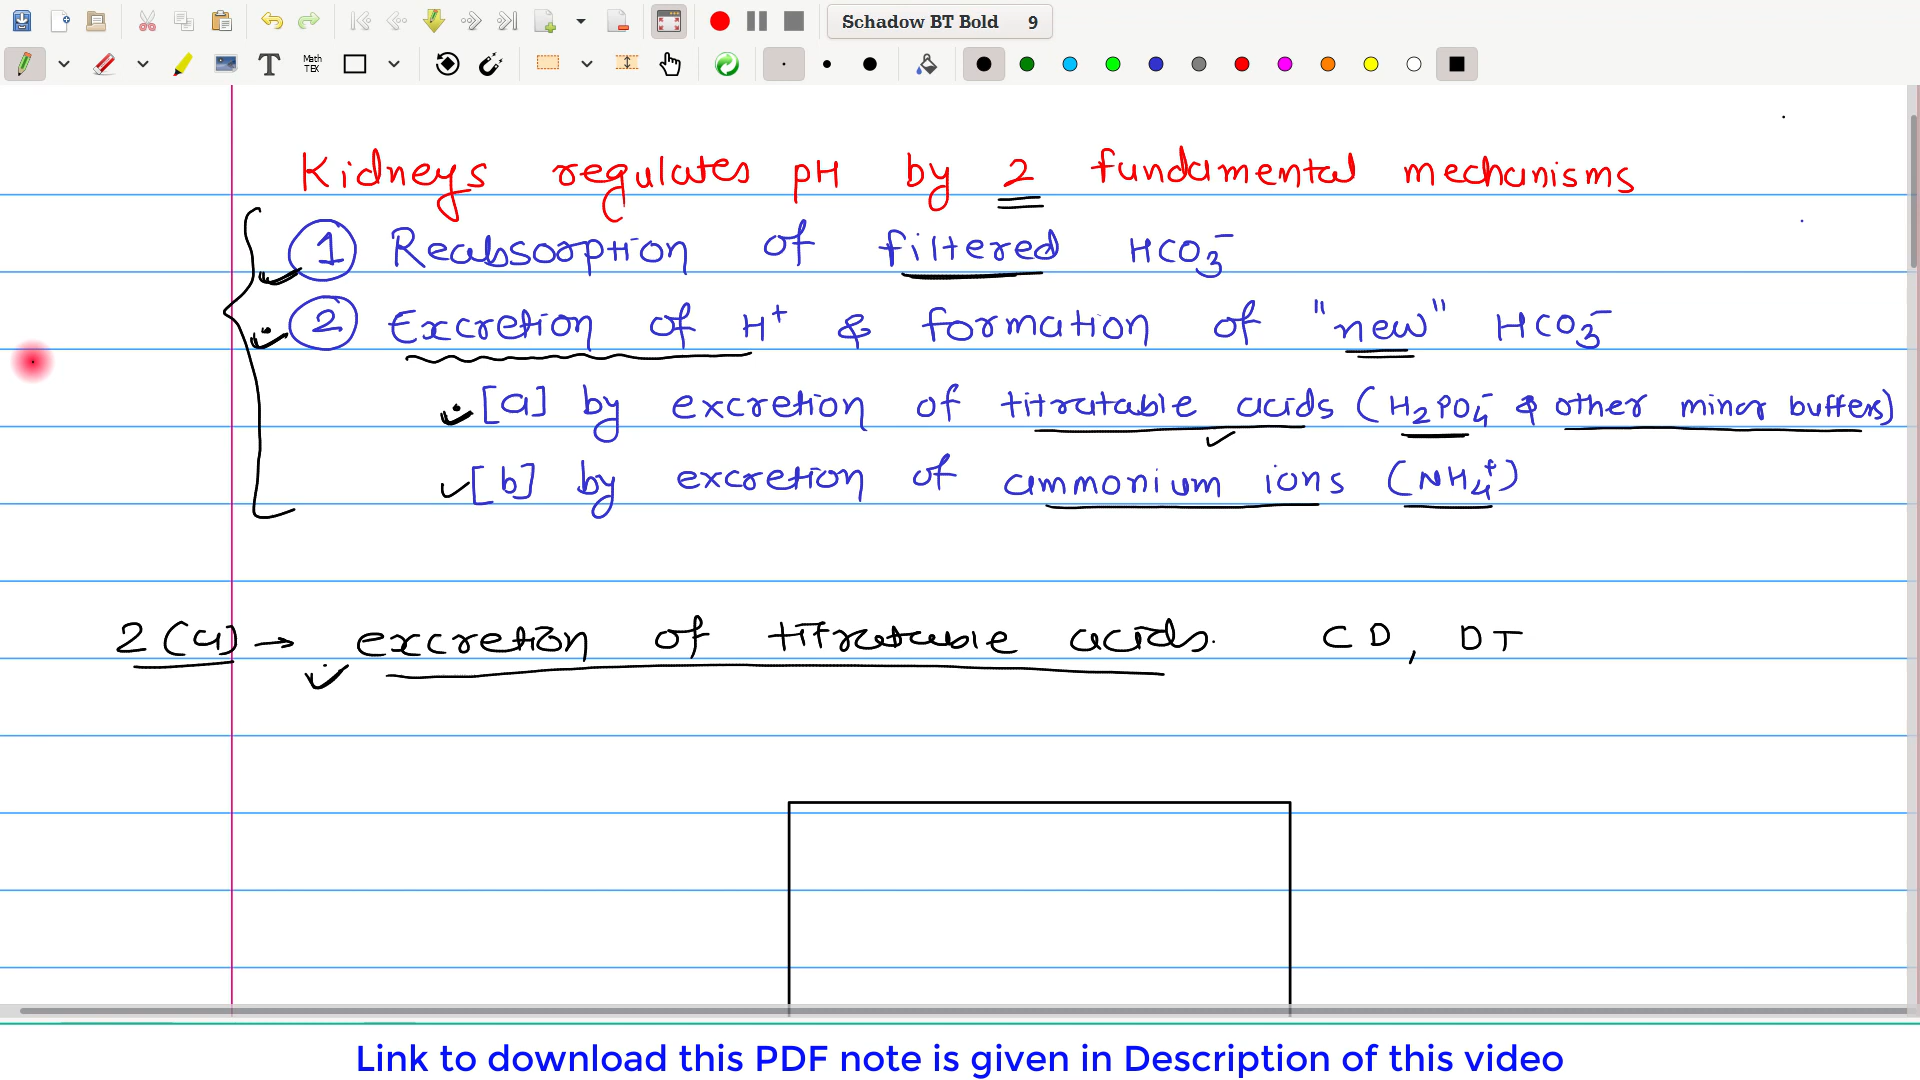 Schadow BT Bold 9
Math TEX
Kidneys regulates pH by 2 fundamental mechanisms
1 Reabsorption of filtered HCO₃⁻
2 Excretion of H⁺ & formation of "new" HCO₃⁻
[a] by excretion of titratable acids (H₂PO₄⁻ & other minor buffers)
[b] by excretion of ammonium ions (NH₄⁺)
2(a) → excretion of titratable acids. CD, DT
Link to download this PDF note is given in Description of this video